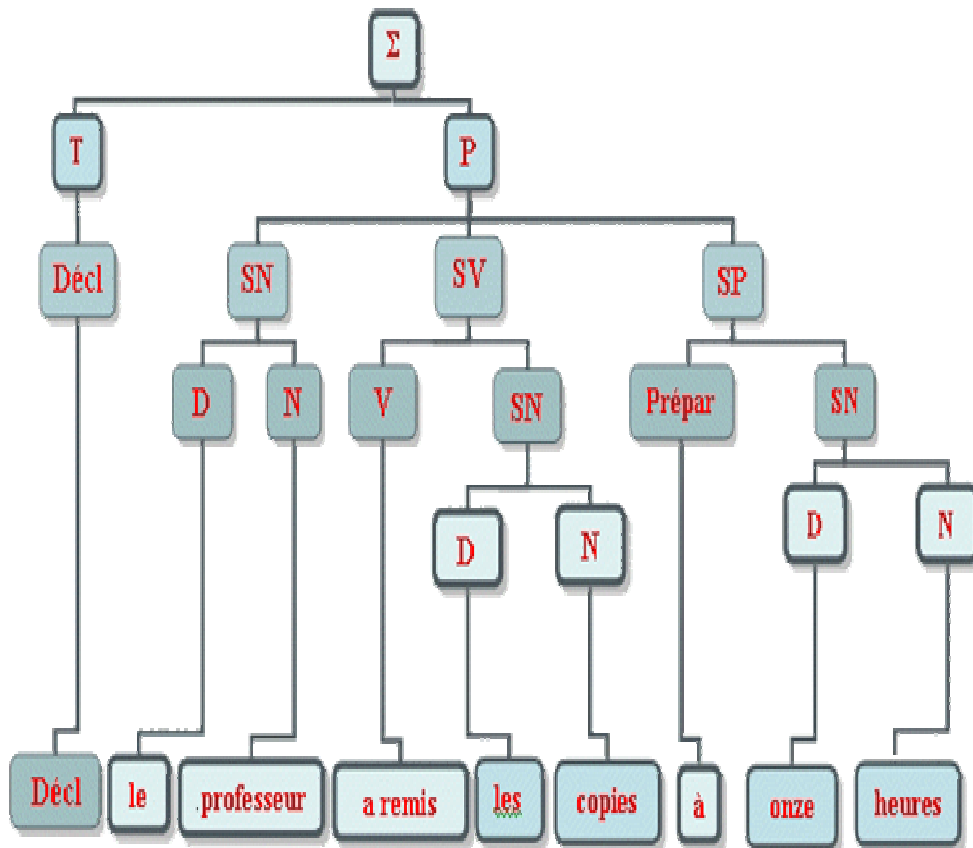 Σ
T P
Décl SN SV SP
D N V SN Prépar SN
D N D N
Décl le .professeur a remis les copies à onze heures